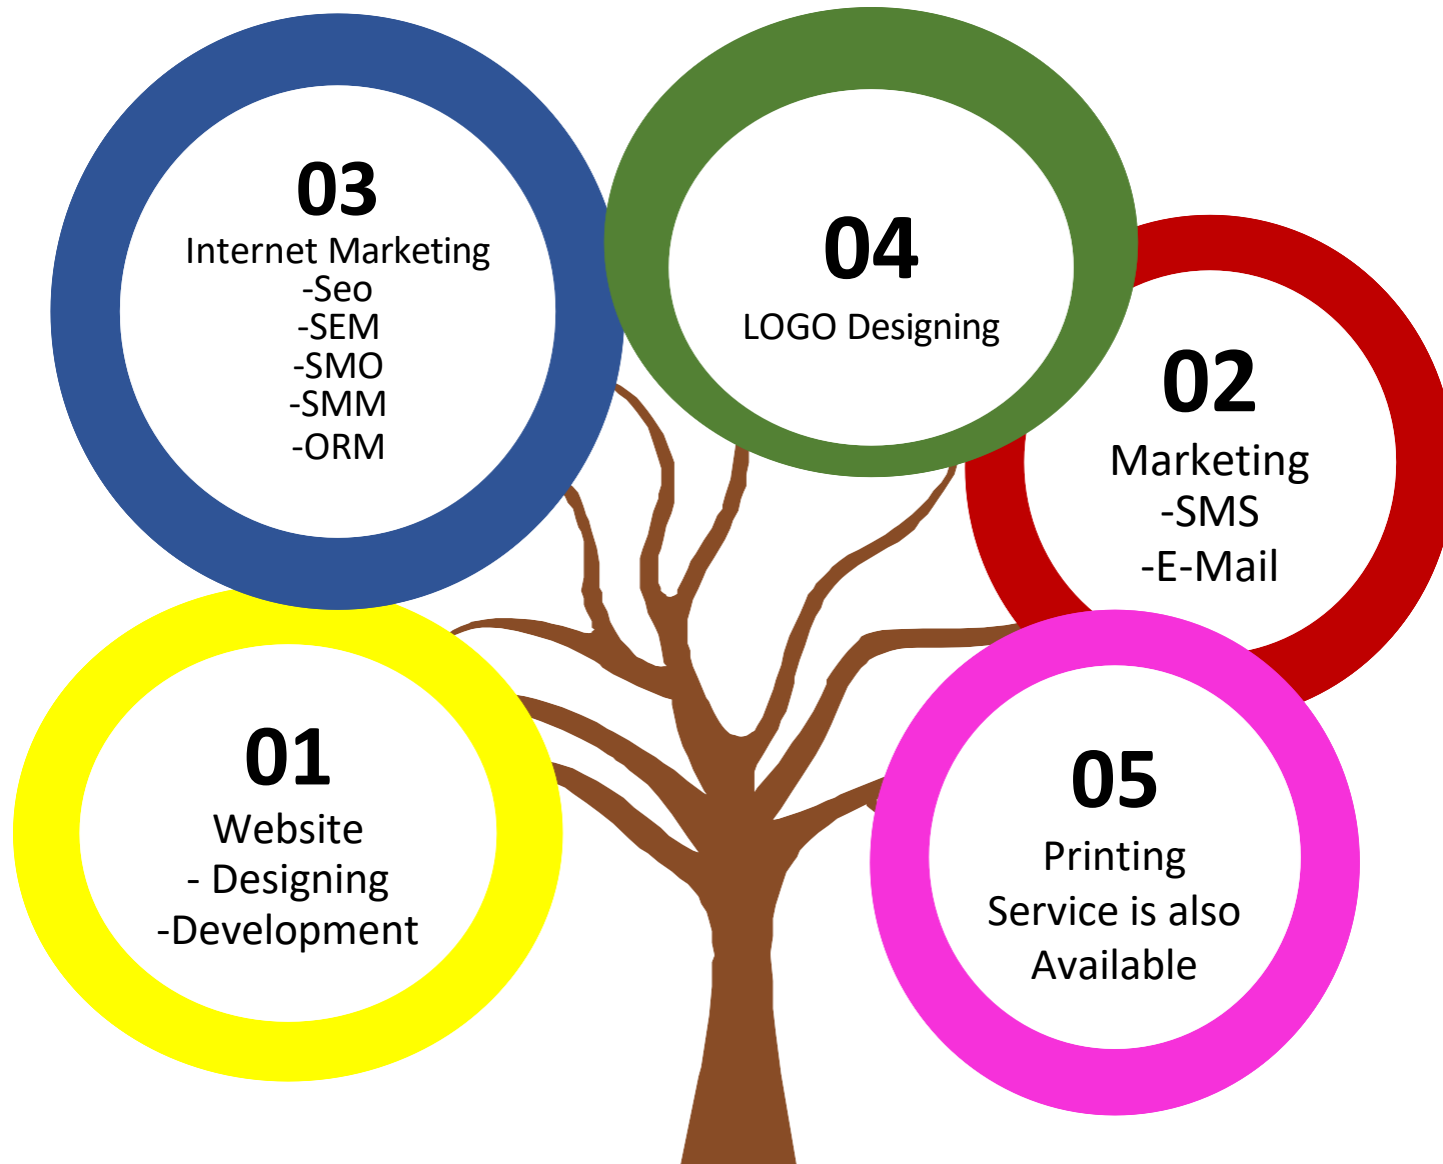 03
Internet Marketing
-Seo
-SEM
-SMO
-SMM
-ORM
04
LOGO Designing
02
Marketing
-SMS
-E-Mail
01
Website
- Designing
-Development
05
Printing
Service is also
Available